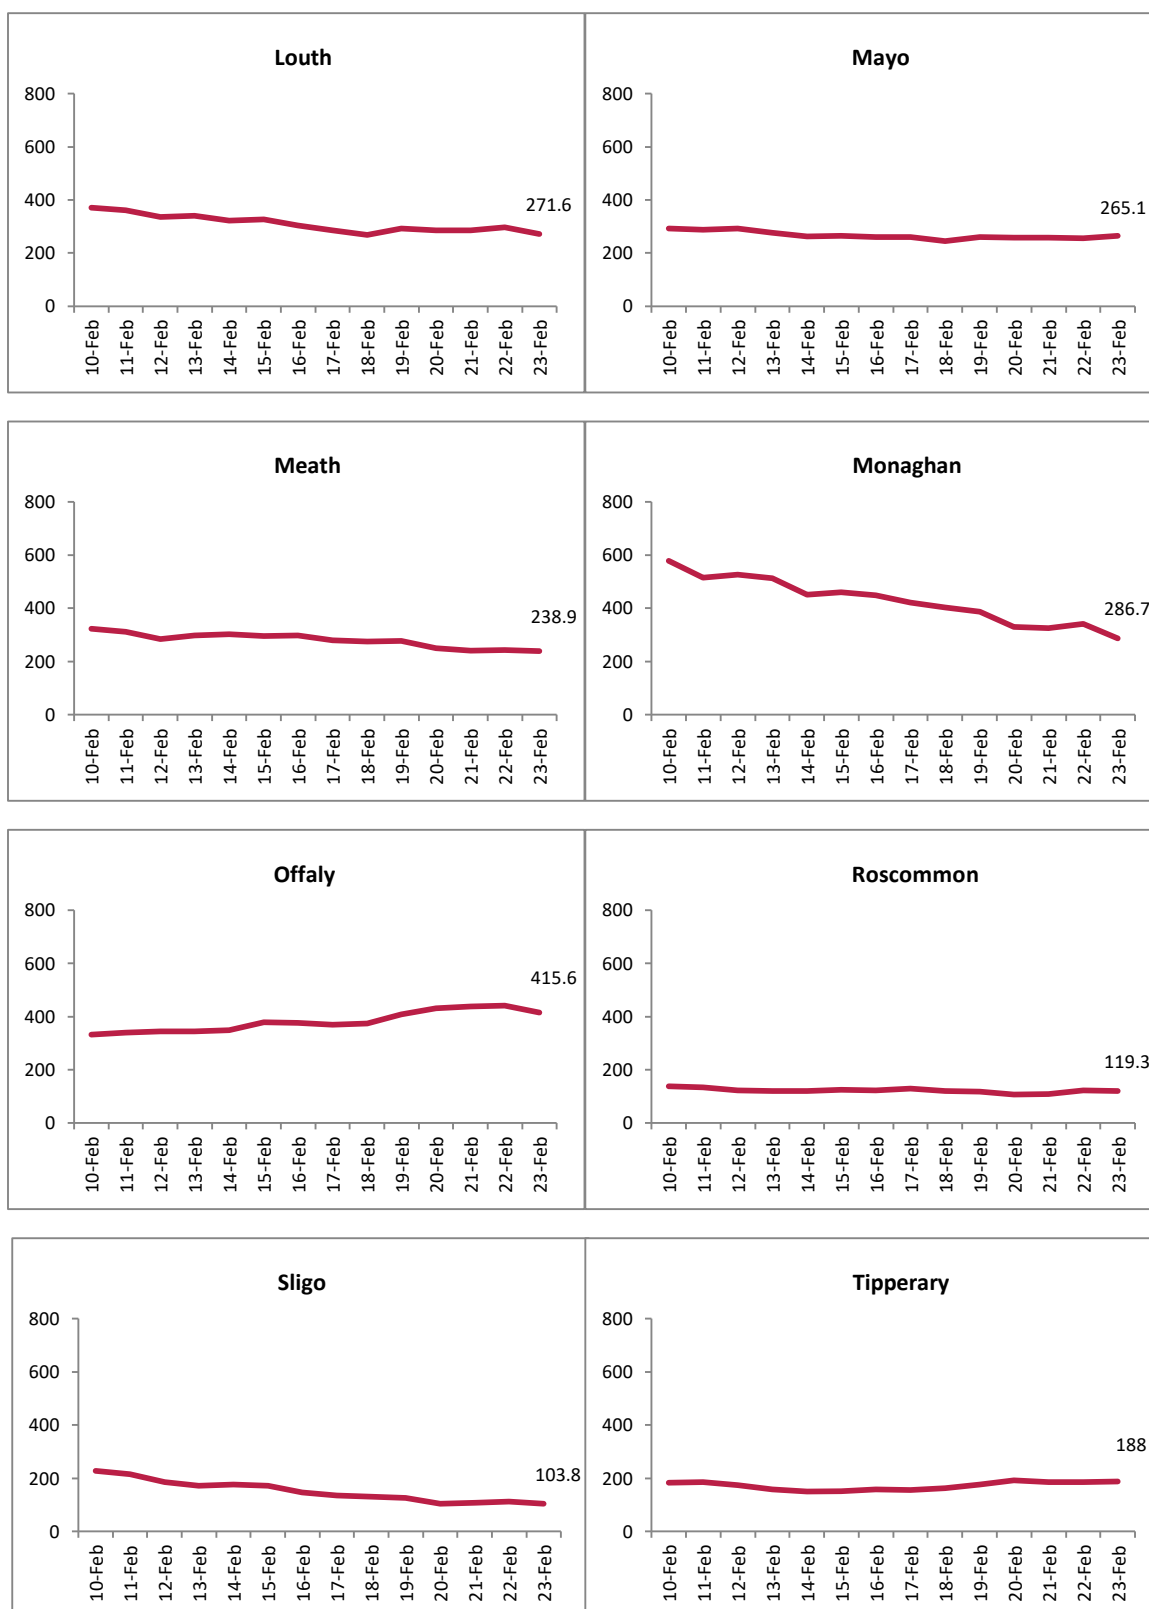 Louth
800
600
400
200
0
271.6
10-Feb
11-Feb
12-Feb
13-Feb
14-Feb
15-Feb
16-Feb
17-Feb
18-Feb
19-Feb
20-Feb
21-Feb
22-Feb
23-Feb
Mayo
800
600
400
200
0
265.1
10-Feb
11-Feb
12-Feb
13-Feb
14-Feb
15-Feb
16-Feb
17-Feb
18-Feb
19-Feb
20-Feb
21-Feb
22-Feb
23-Feb
Meath
800
600
400
200
0
238.9
10-Feb
11-Feb
12-Feb
13-Feb
14-Feb
15-Feb
16-Feb
17-Feb
18-Feb
19-Feb
20-Feb
21-Feb
22-Feb
23-Feb
Monaghan
800
600
400
200
0
286.7
10-Feb
11-Feb
12-Feb
13-Feb
14-Feb
15-Feb
16-Feb
17-Feb
18-Feb
19-Feb
20-Feb
21-Feb
22-Feb
23-Feb
Offaly
800
600
400
200
0
415.6
10-Feb
11-Feb
12-Feb
13-Feb
14-Feb
15-Feb
16-Feb
17-Feb
18-Feb
19-Feb
20-Feb
21-Feb
22-Feb
23-Feb
Roscommon
800
600
400
200
0
119.3
10-Feb
11-Feb
12-Feb
13-Feb
14-Feb
15-Feb
16-Feb
17-Feb
18-Feb
19-Feb
20-Feb
21-Feb
22-Feb
23-Feb
Sligo
800
600
400
200
0
103.8
10-Feb
11-Feb
12-Feb
13-Feb
14-Feb
15-Feb
16-Feb
17-Feb
18-Feb
19-Feb
20-Feb
21-Feb
22-Feb
23-Feb
Tipperary
800
600
400
200
0
188
10-Feb
11-Feb
12-Feb
13-Feb
14-Feb
15-Feb
16-Feb
17-Feb
18-Feb
19-Feb
20-Feb
21-Feb
22-Feb
23-Feb